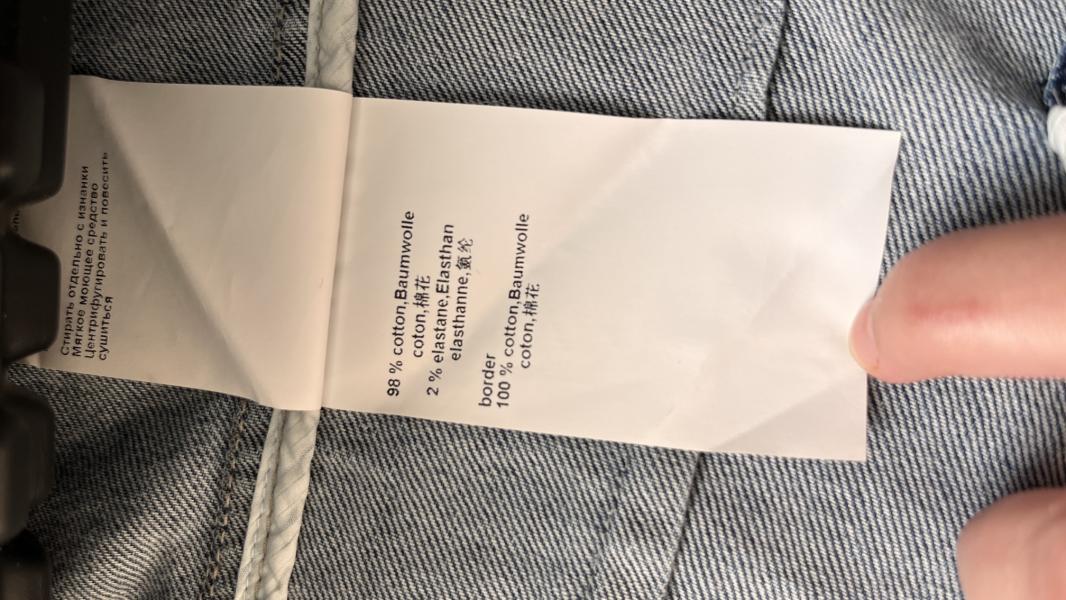 Стирать отдельно с изнанки
Мягкое моющее средство
Центрифугировать и повесить
сушиться
98 % cotton,Baumwolle
coton,棉花
2 % elastane,Elasthan
elasthanne,氨纶
border
100 % cotton,Baumwolle
coton,棉花